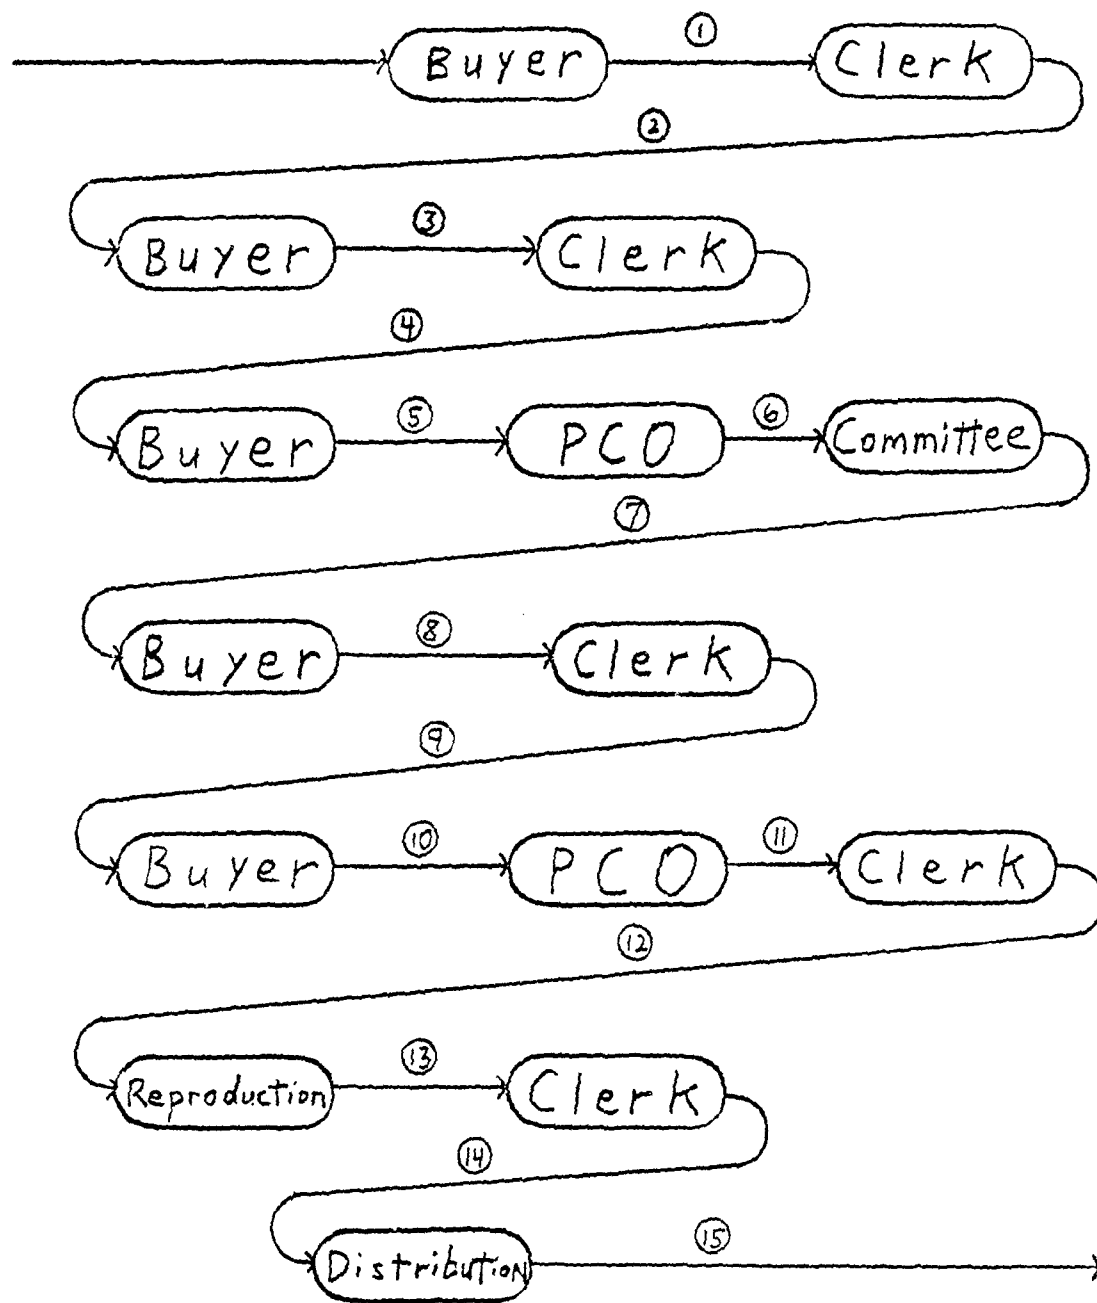 ①
Buyer Clerk
②
③
Buyer Clerk
④
⑤ ⑥
Buyer PCO Committee
⑦
⑧
Buyer Clerk
⑨
⑩ ⑪
Buyer PCO Clerk
⑫
⑬
Reproduction Clerk
⑭
⑮
Distribution